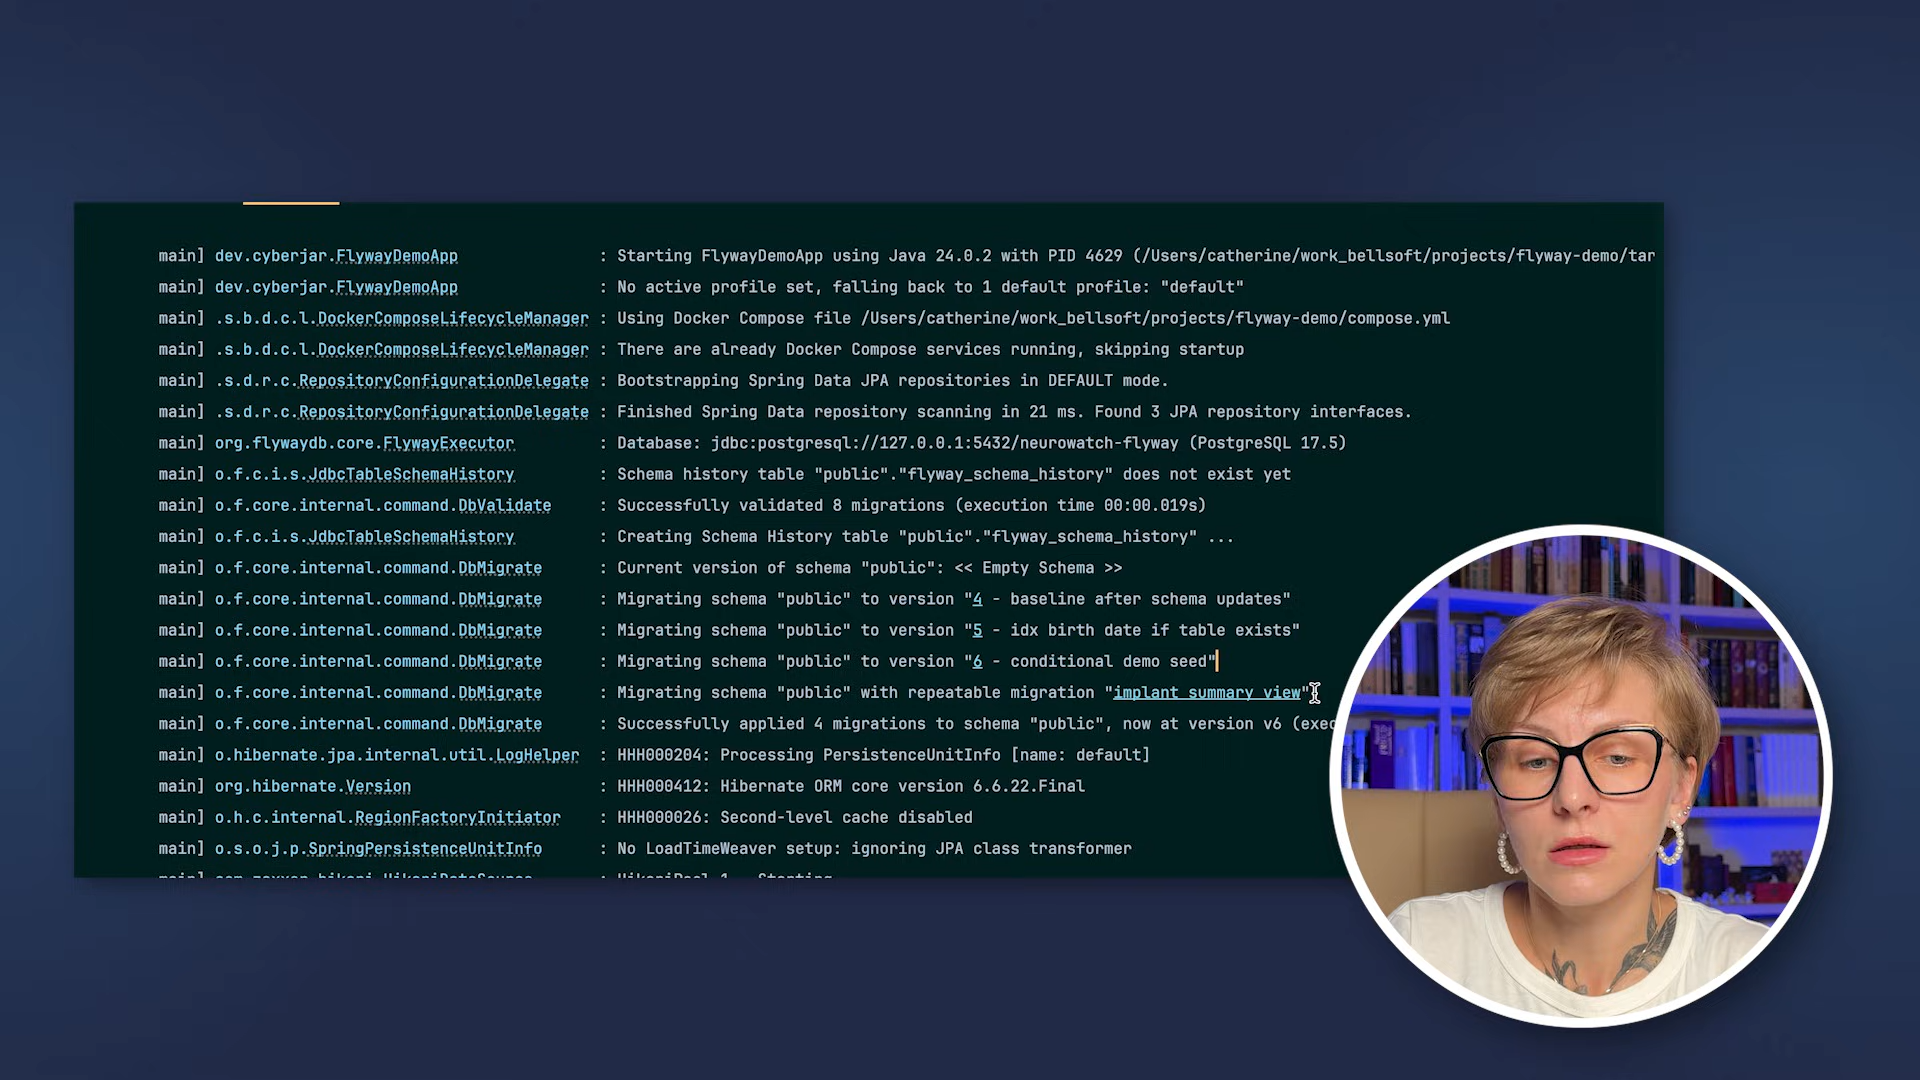 main] dev.cyberjar.FlywayDemoApp : Starting FlywayDemoApp using Java 24.0.2 with PID 4629 (/Users/catherine/work_bellsoft/projects/flyway-demo/tar
main] dev.cyberjar.FlywayDemoApp : No active profile set, falling back to 1 default profile: "default"
main] .s.b.d.c.l.DockerComposeLifecycleManager : Using Docker Compose file /Users/catherine/work_bellsoft/projects/flyway-demo/compose.yml
main] .s.b.d.c.l.DockerComposeLifecycleManager : There are already Docker Compose services running, skipping startup
main] .s.d.r.c.RepositoryConfigurationDelegate : Bootstrapping Spring Data JPA repositories in DEFAULT mode.
main] .s.d.r.c.RepositoryConfigurationDelegate : Finished Spring Data repository scanning in 21 ms. Found 3 JPA repository interfaces.
main] org.flywaydb.core.FlywayExecutor : Database: jdbc:postgresql://127.0.0.1:5432/neurowatch-flyway (PostgreSQL 17.5)
main] o.f.c.i.s.JdbcTableSchemaHistory : Schema history table "public"."flyway_schema_history" does not exist yet
main] o.f.core.internal.command.DbValidate : Successfully validated 8 migrations (execution time 00:00.019s)
main] o.f.c.i.s.JdbcTableSchemaHistory : Creating Schema History table "public"."flyway_schema_history" ...
main] o.f.core.internal.command.DbMigrate : Current version of schema "public": << Empty Schema >>
main] o.f.core.internal.command.DbMigrate : Migrating schema "public" to version "4 - baseline after schema updates"
main] o.f.core.internal.command.DbMigrate : Migrating schema "public" to version "5 - idx birth date if table exists"
main] o.f.core.internal.command.DbMigrate : Migrating schema "public" to version "6 - conditional demo seed"
main] o.f.core.internal.command.DbMigrate : Migrating schema "public" with repeatable migration "implant summary view"
main] o.f.core.internal.command.DbMigrate : Successfully applied 4 migrations to schema "public", now at version v6 (exec
main] o.hibernate.jpa.internal.util.LogHelper : HHH000204: Processing PersistenceUnitInfo [name: default]
main] org.hibernate.Version : HHH000412: Hibernate ORM core version 6.6.22.Final
main] o.h.c.internal.RegionFactoryInitiator : HHH000026: Second-level cache disabled
main] o.s.o.j.p.SpringPersistenceUnitInfo : No LoadTimeWeaver setup: ignoring JPA class transformer